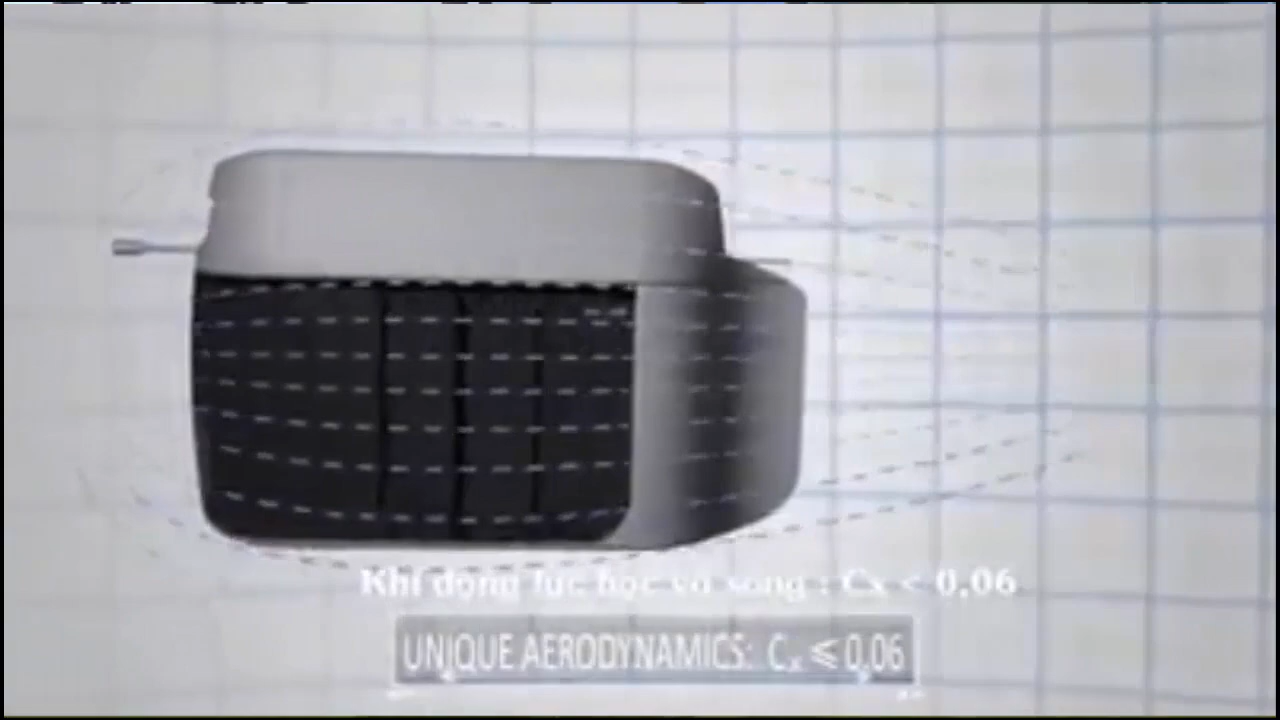 Khí động lực học vô song : Cx < 0,06
UNIQUE AERODYNAMICS: Cx ⩽ 0,06